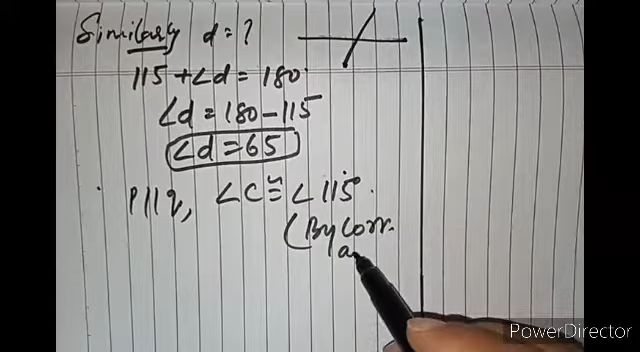 Similarly d = ?
115 + ∠d = 180
∠d = 180 - 115
∠d = 65
p || q, ∠C ≅ ∠115°.
(By Corr.
a
PowerDirector